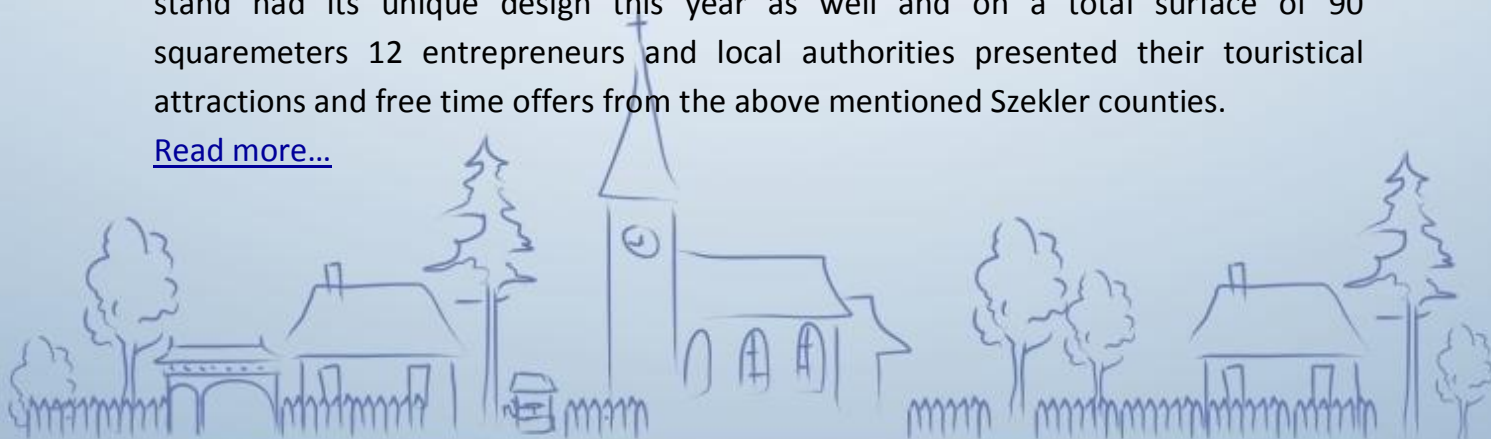 stand had its unique design this year as well and on a total surface of 90
squaremeters 12 entrepreneurs and local authorities presented their touristical
attractions and free time offers from the above mentioned Szekler counties.
Read more...